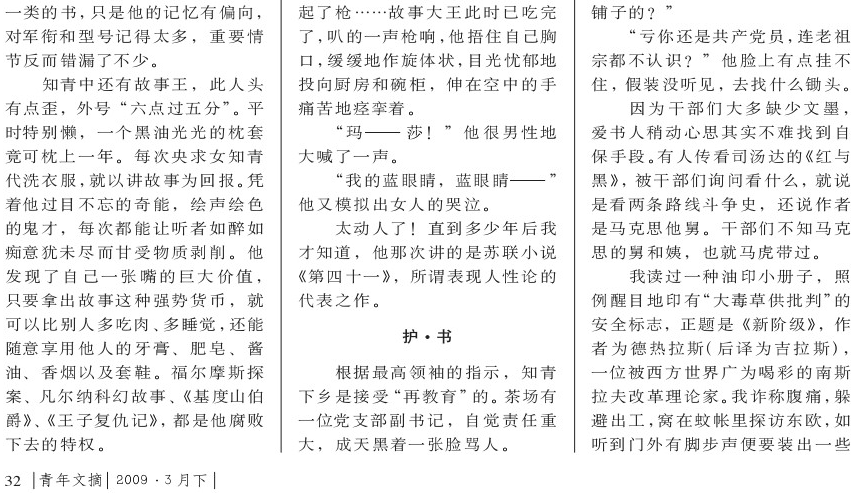 一类的书，只是他的记忆有偏向，
对军衔和型号记得太多，重要情
节反而错漏了不少。
知青中还有故事王，此人头
有点歪，外号“六点过五分”。平
时特别懒，一个黑油光光的枕套
竟可枕上一年。每次央求女知青
代洗衣服，就以讲故事为回报。凭
着他过目不忘的奇能，绘声绘色
的鬼才，每次都能让听者如醉如
痴意犹未尽而甘受物质剥削。他
发现了自己一张嘴的巨大价值，
只要拿出故事这种强势货币，就
可以比别人多吃肉、多睡觉，还能
随意享用他人的牙膏、肥皂、酱
油、香烟以及套鞋。福尔摩斯探
案、凡尔纳科幻故事、《基度山伯
爵》、《王子复仇记》，都是他腐败
下去的特权。
起了枪……故事大王此时已吃完
了，叭的一声枪响，他捂住自己胸
口，缓缓地作旋体状，目光忧郁地
投向厨房和碗柜，伸在空中的手
痛苦地痉挛着。
“玛——莎！”他很男性地
大喊了一声。
“我的蓝眼睛，蓝眼睛——”
他又模拟出女人的哭泣。
太动人了！直到多少年后我
才知道，他那次讲的是苏联小说
《第四十一》，所谓表现人性论的
代表之作。
护·书
根据最高领袖的指示，知青
下乡是接受“再教育”的。茶场有
一位党支部副书记，自觉责任重
大，成天黑着一张脸骂人。
铺子的？”
“亏你还是共产党员，连老祖
宗都不认识？”他脸上有点挂不
住，假装没听见，去找什么锄头。
因为干部们大多缺少文墨，
爱书人稍动心思其实不难找到自
保手段。有人传看司汤达的《红与
黑》，被干部们询问看什么，就说
是看两条路线斗争史，还说作者
是马克思他舅。干部们不知马克
思的舅和姨，也就马虎带过。
我读过一种油印小册子，照
例醒目地印有“大毒草供批判”的
安全标志，正题是《新阶级》，作
者为德热拉斯（后译为吉拉斯），
一位被西方世界广为喝彩的南斯
拉夫改革理论家。我诈称腹痛，躲
避出工，窝在蚊帐里探访东欧，如
听到门外有脚步声便要装出一些
32 |青年文摘|2009·3月下|